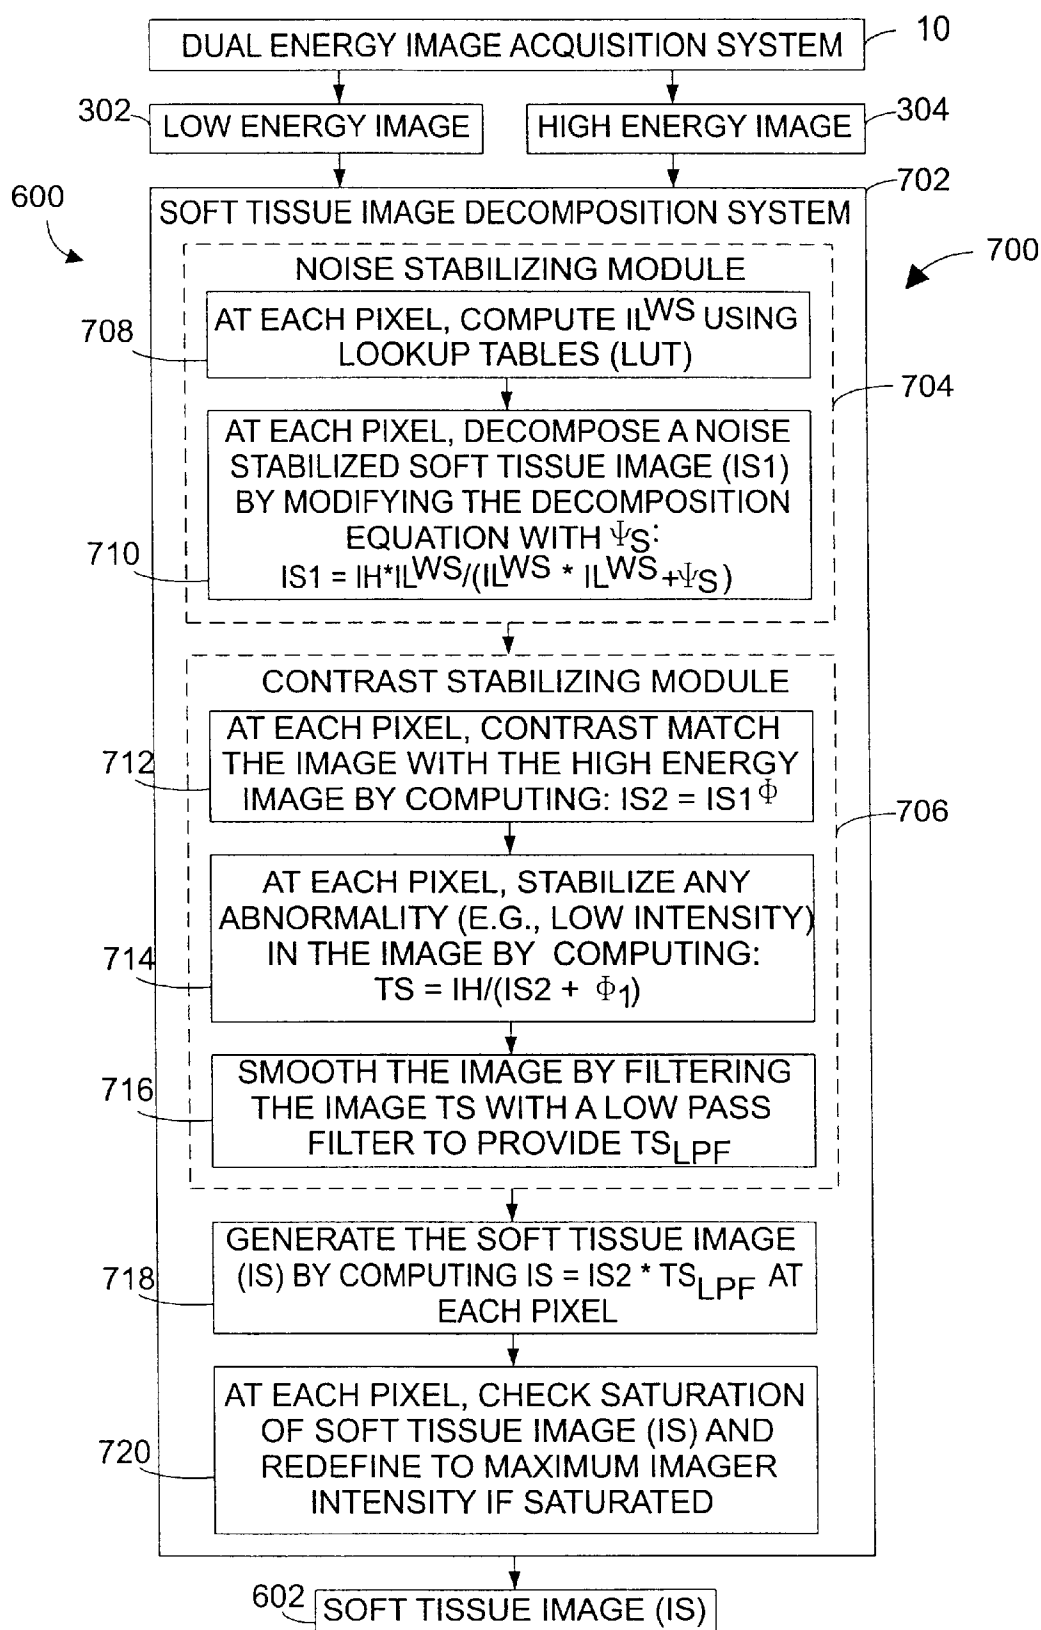 DUAL ENERGY IMAGE ACQUISITION SYSTEM
10
302
LOW ENERGY IMAGE
HIGH ENERGY IMAGE
304
702
600
SOFT TISSUE IMAGE DECOMPOSITION SYSTEM
700
NOISE STABILIZING MODULE
708
AT EACH PIXEL, COMPUTE IL^WS USING
LOOKUP TABLES (LUT)
704
AT EACH PIXEL, DECOMPOSE A NOISE
STABILIZED SOFT TISSUE IMAGE (IS1)
BY MODIFYING THE DECOMPOSITION
EQUATION WITH Ψ_S:
710
IS1 = IH*IL^WS/(IL^WS * IL^WS +Ψ_S)
CONTRAST STABILIZING MODULE
712
AT EACH PIXEL, CONTRAST MATCH
THE IMAGE WITH THE HIGH ENERGY
IMAGE BY COMPUTING: IS2 = IS1^Φ
706
AT EACH PIXEL, STABILIZE ANY
ABNORMALITY (E.G., LOW INTENSITY)
714
IN THE IMAGE BY COMPUTING:
TS = IH/(IS2 + Φ_1)
716
SMOOTH THE IMAGE BY FILTERING
THE IMAGE TS WITH A LOW PASS
FILTER TO PROVIDE TS_LPF
718
GENERATE THE SOFT TISSUE IMAGE
(IS) BY COMPUTING IS = IS2 * TS_LPF AT
EACH PIXEL
720
AT EACH PIXEL, CHECK SATURATION
OF SOFT TISSUE IMAGE (IS) AND
REDEFINE TO MAXIMUM IMAGER
INTENSITY IF SATURATED
602
SOFT TISSUE IMAGE (IS)